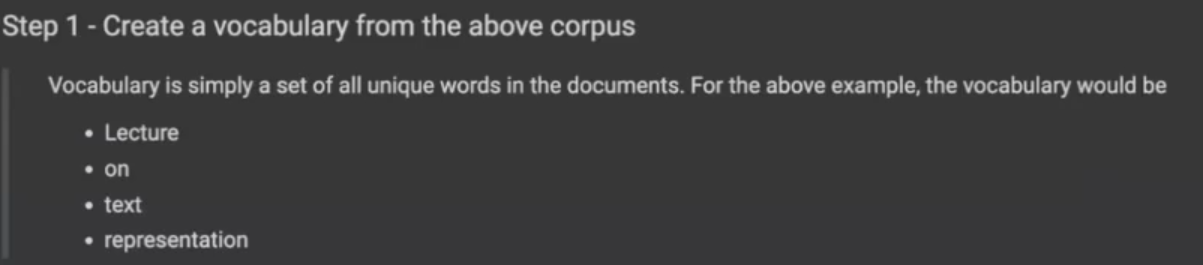 Step 1 - Create a vocabulary from the above corpus
Vocabulary is simply a set of all unique words in the documents. For the above example, the vocabulary would be
• Lecture
• on
• text
• representation